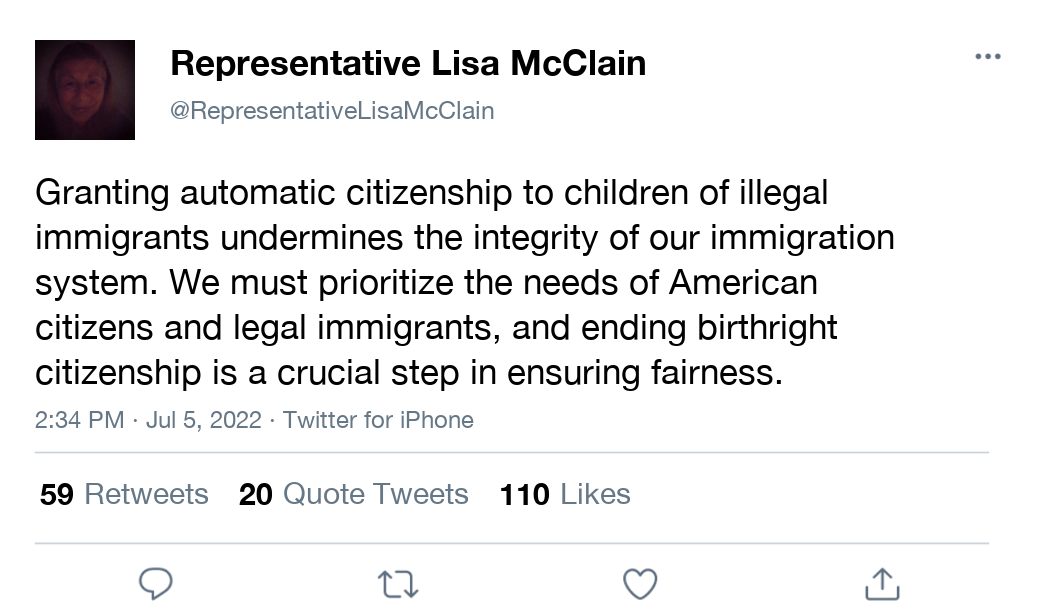 Representative Lisa McClain
@RepresentativeLisaMcClain
Granting automatic citizenship to children of illegal
immigrants undermines the integrity of our immigration
system. We must prioritize the needs of American
citizens and legal immigrants, and ending birthright
citizenship is a crucial step in ensuring fairness.
2:34 PM · Jul 5, 2022 · Twitter for iPhone
59 Retweets 20 Quote Tweets 110 Likes